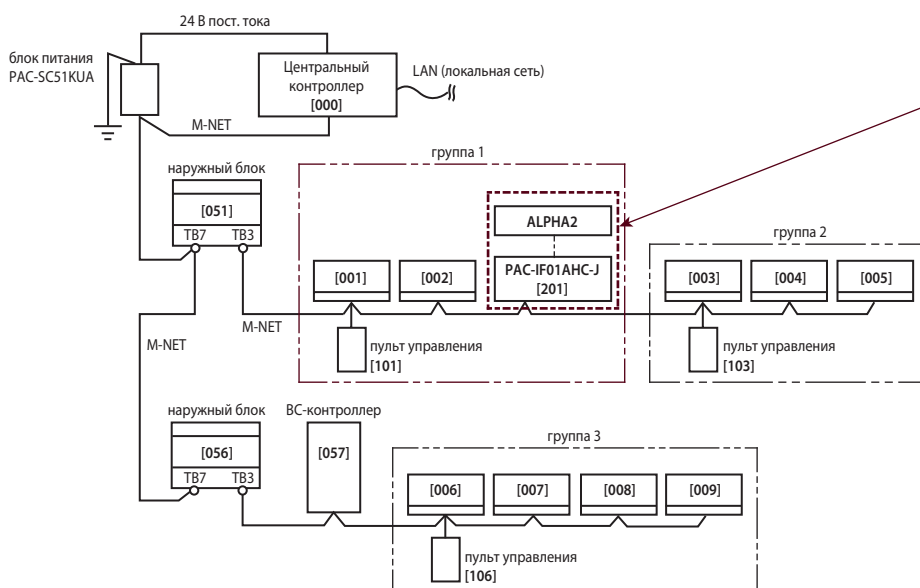 24 В пост. тока
блок питания
PAC-SC51KUA
Центральный
контроллер
[000]
LAN (локальная сеть)
M-NET
группа 1
наружный блок
[051]
TB7 TB3
ALPHA2
PAC-IF01AHC-J
[201]
[001]
[002]
пульт управления
[101]
группа 2
[003]
[004]
[005]
пульт управления
[103]
M-NET
M-NET
наружный блок
[056]
TB7 TB3
BC-контроллер
[057]
группа 3
[006]
[007]
[008]
[009]
пульт управления
[106]